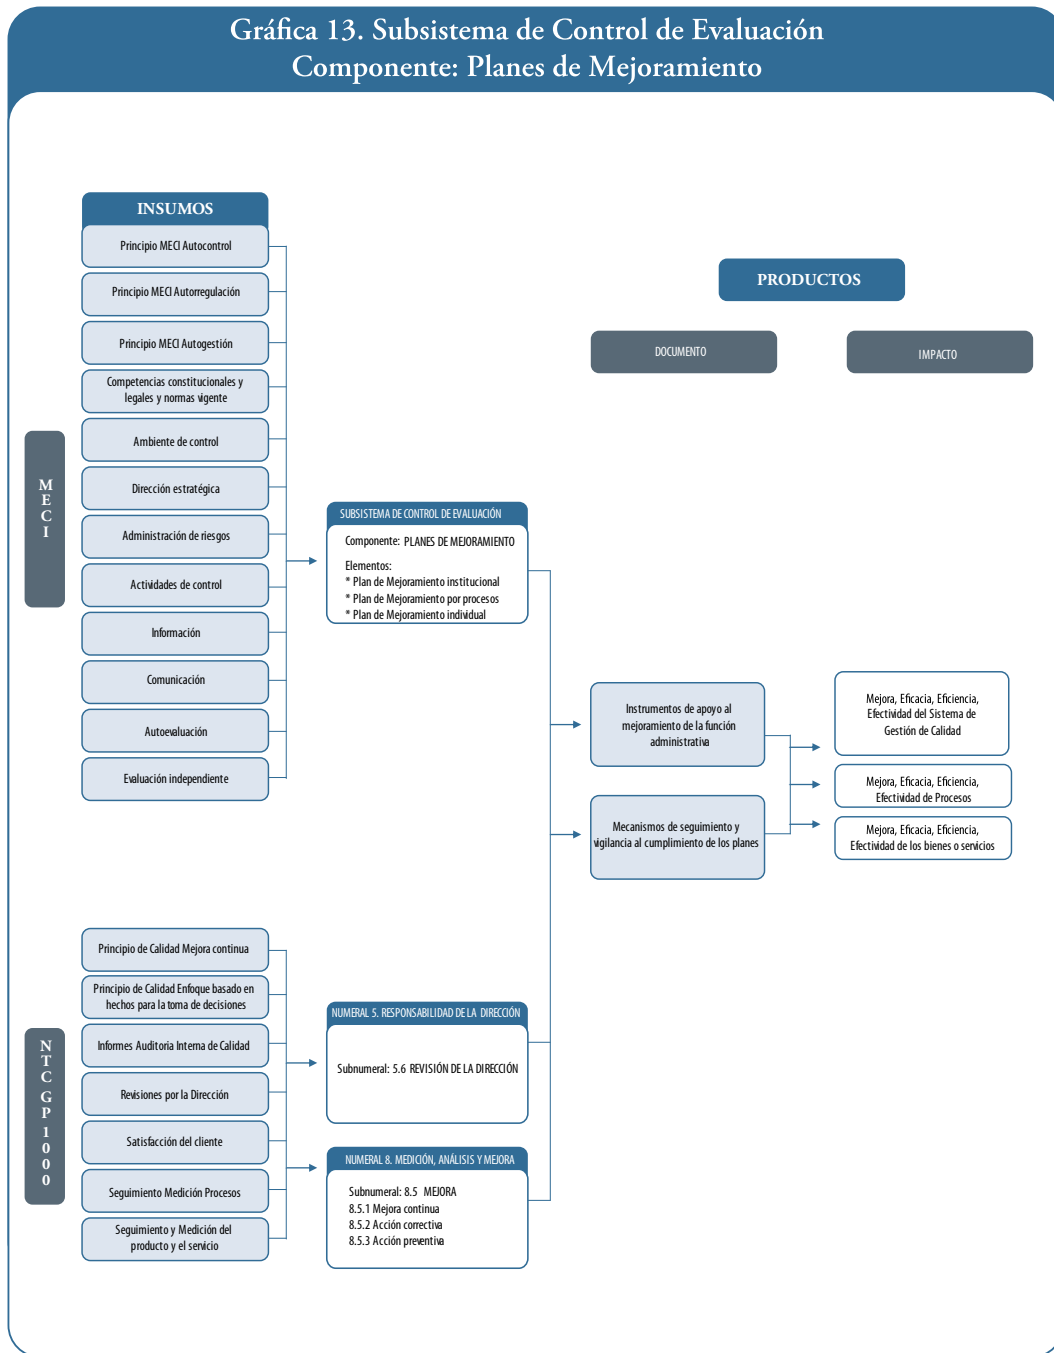 Gráfica 13. Subsistema de Control de Evaluación
Componente: Planes de Mejoramiento
INSUMOS
Principio MECI Autocontrol
Principio MECI Autorregulación
Principio MECI Autogestión
Competencias constitucionales y
legales y normas vigente
Ambiente de control
Dirección estratégica
Administración de riesgos
Actividades de control
Información
Comunicación
Autoevaluación
Evaluación independiente
MECI
SUBSISTEMA DE CONTROL DE EVALUACIÓN
Componente: PLANES DE MEJORAMIENTO
Elementos:
* Plan de Mejoramiento institucional
* Plan de Mejoramiento por procesos
* Plan de Mejoramiento individual
PRODUCTOS
DOCUMENTO
IMPACTO
Instrumentos de apoyo al
mejoramiento de la función
administrativa
Mecanismos de seguimiento y
vigilancia al cumplimiento de los planes
Mejora, Eficacia, Eficiencia,
Efectividad del Sistema de
Gestión de Calidad
Mejora, Eficacia, Eficiencia,
Efectividad de Procesos
Mejora, Eficacia, Eficiencia,
Efectividad de los bienes o servicios
NTC GP 1000
Principio de Calidad Mejora continua
Principio de Calidad Enfoque basado en
hechos para la toma de decisiones
Informes Auditoria Interna de Calidad
Revisiones por la Dirección
Satisfacción del cliente
Seguimiento Medición Procesos
Seguimiento y Medición del
producto y el servicio
NUMERAL 5. RESPONSABILIDAD DE LA DIRECCIÓN
Subnumeral: 5.6 REVISIÓN DE LA DIRECCIÓN
NUMERAL 8. MEDICIÓN, ANÁLISIS Y MEJORA
Subnumeral: 8.5 MEJORA
8.5.1 Mejora continua
8.5.2 Acción correctiva
8.5.3 Acción preventiva